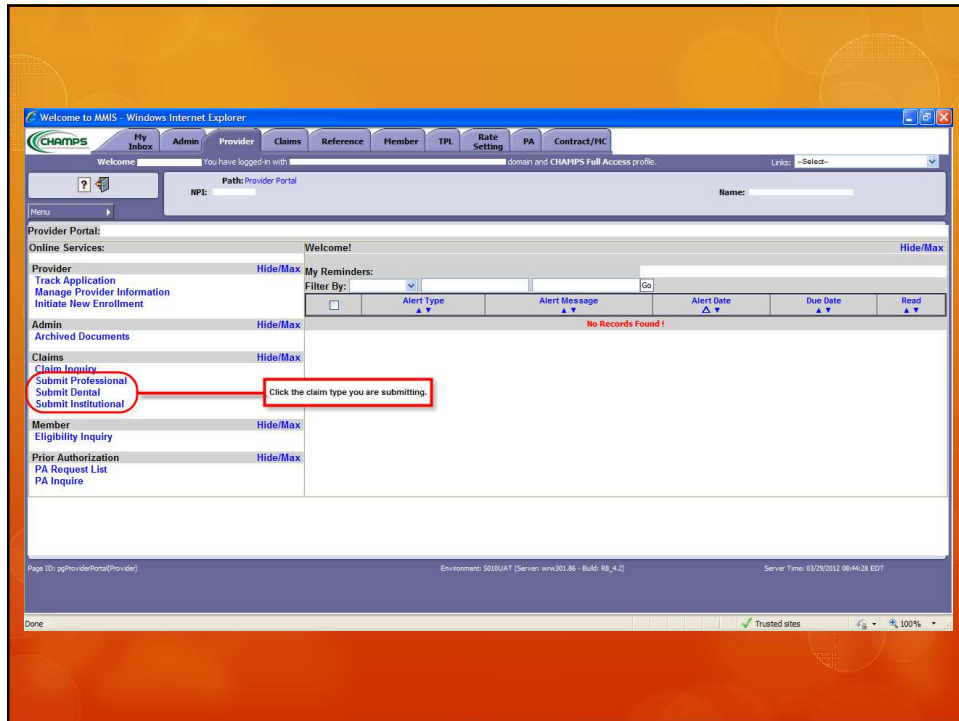 Welcome to MMIS - Windows Internet Explorer
CHAMPS
My Inbox
Admin
Provider
Claims
Reference
Member
TPL
Rate Setting
PA
Contract/MC
Welcome You have logged-in with domain and CHAMPS Full Access profile. Links: --Select--
?
Path: Provider Portal
NPI: Name:
Menu
Provider Portal:
Online Services:
Provider Hide/Max
Track Application
Manage Provider Information
Initiate New Enrollment
Admin Hide/Max
Archived Documents
Claims Hide/Max
Claim Inquiry
Submit Professional
Submit Dental
Submit Institutional
Click the claim type you are submitting.
Member Hide/Max
Eligibility Inquiry
Prior Authorization Hide/Max
PA Request List
PA Inquire
Welcome! Hide/Max
My Reminders:
Filter By: Go
Alert Type Alert Message Alert Date Due Date Read
No Records Found !
Page ID: pgProviderPortal(Provider) Environment: 5010UAT (Server: wrw301.86 - Build: R8_4.2) Server Time: 03/29/2012 08:44:28 EDT
Done Trusted sites 100%